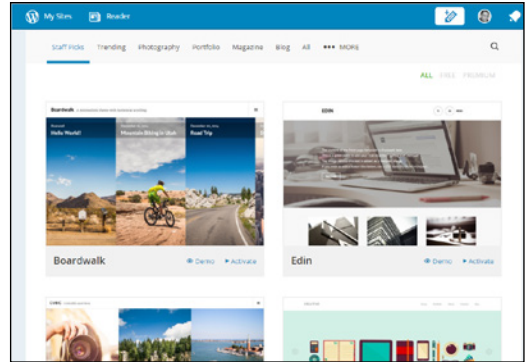 My Sites Reader
Staff Picks Trending Photography Portfolio Magazine Blog All ••• MORE
ALL FREE PREMIUM
Boardwalk
Hello World!
Mountain Biking in Utah
Road Trip
EDIN
Boardwalk Demo Activate
Edin Demo Activate